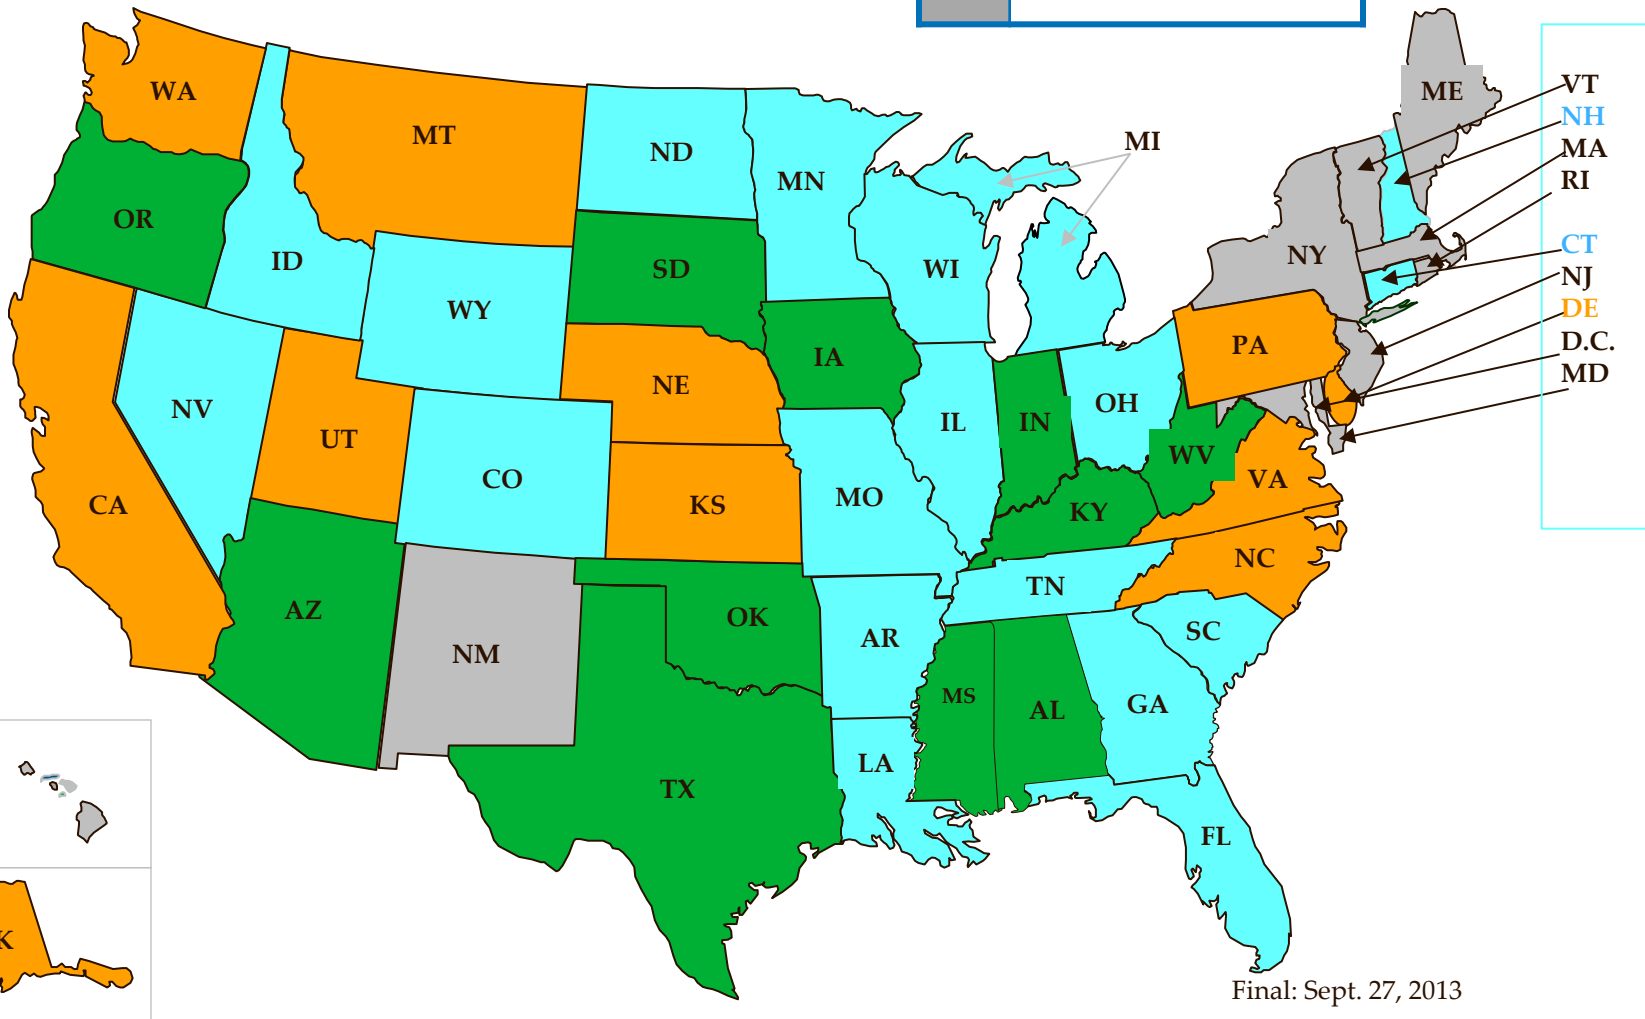 WA
MT
ME
VT
NH
MA
RI
MI
ND
MN
OR
ID
SD
WI
NY
CT
NJ
DE
D.C.
MD
WY
IA
PA
NE
NV
UT
IL
IN
OH
WV
CA
CO
KS
MO
KY
VA
AZ
NM
OK
AR
TN
NC
SC
MS
AL
GA
TX
LA
FL
K
Final: Sept. 27, 2013